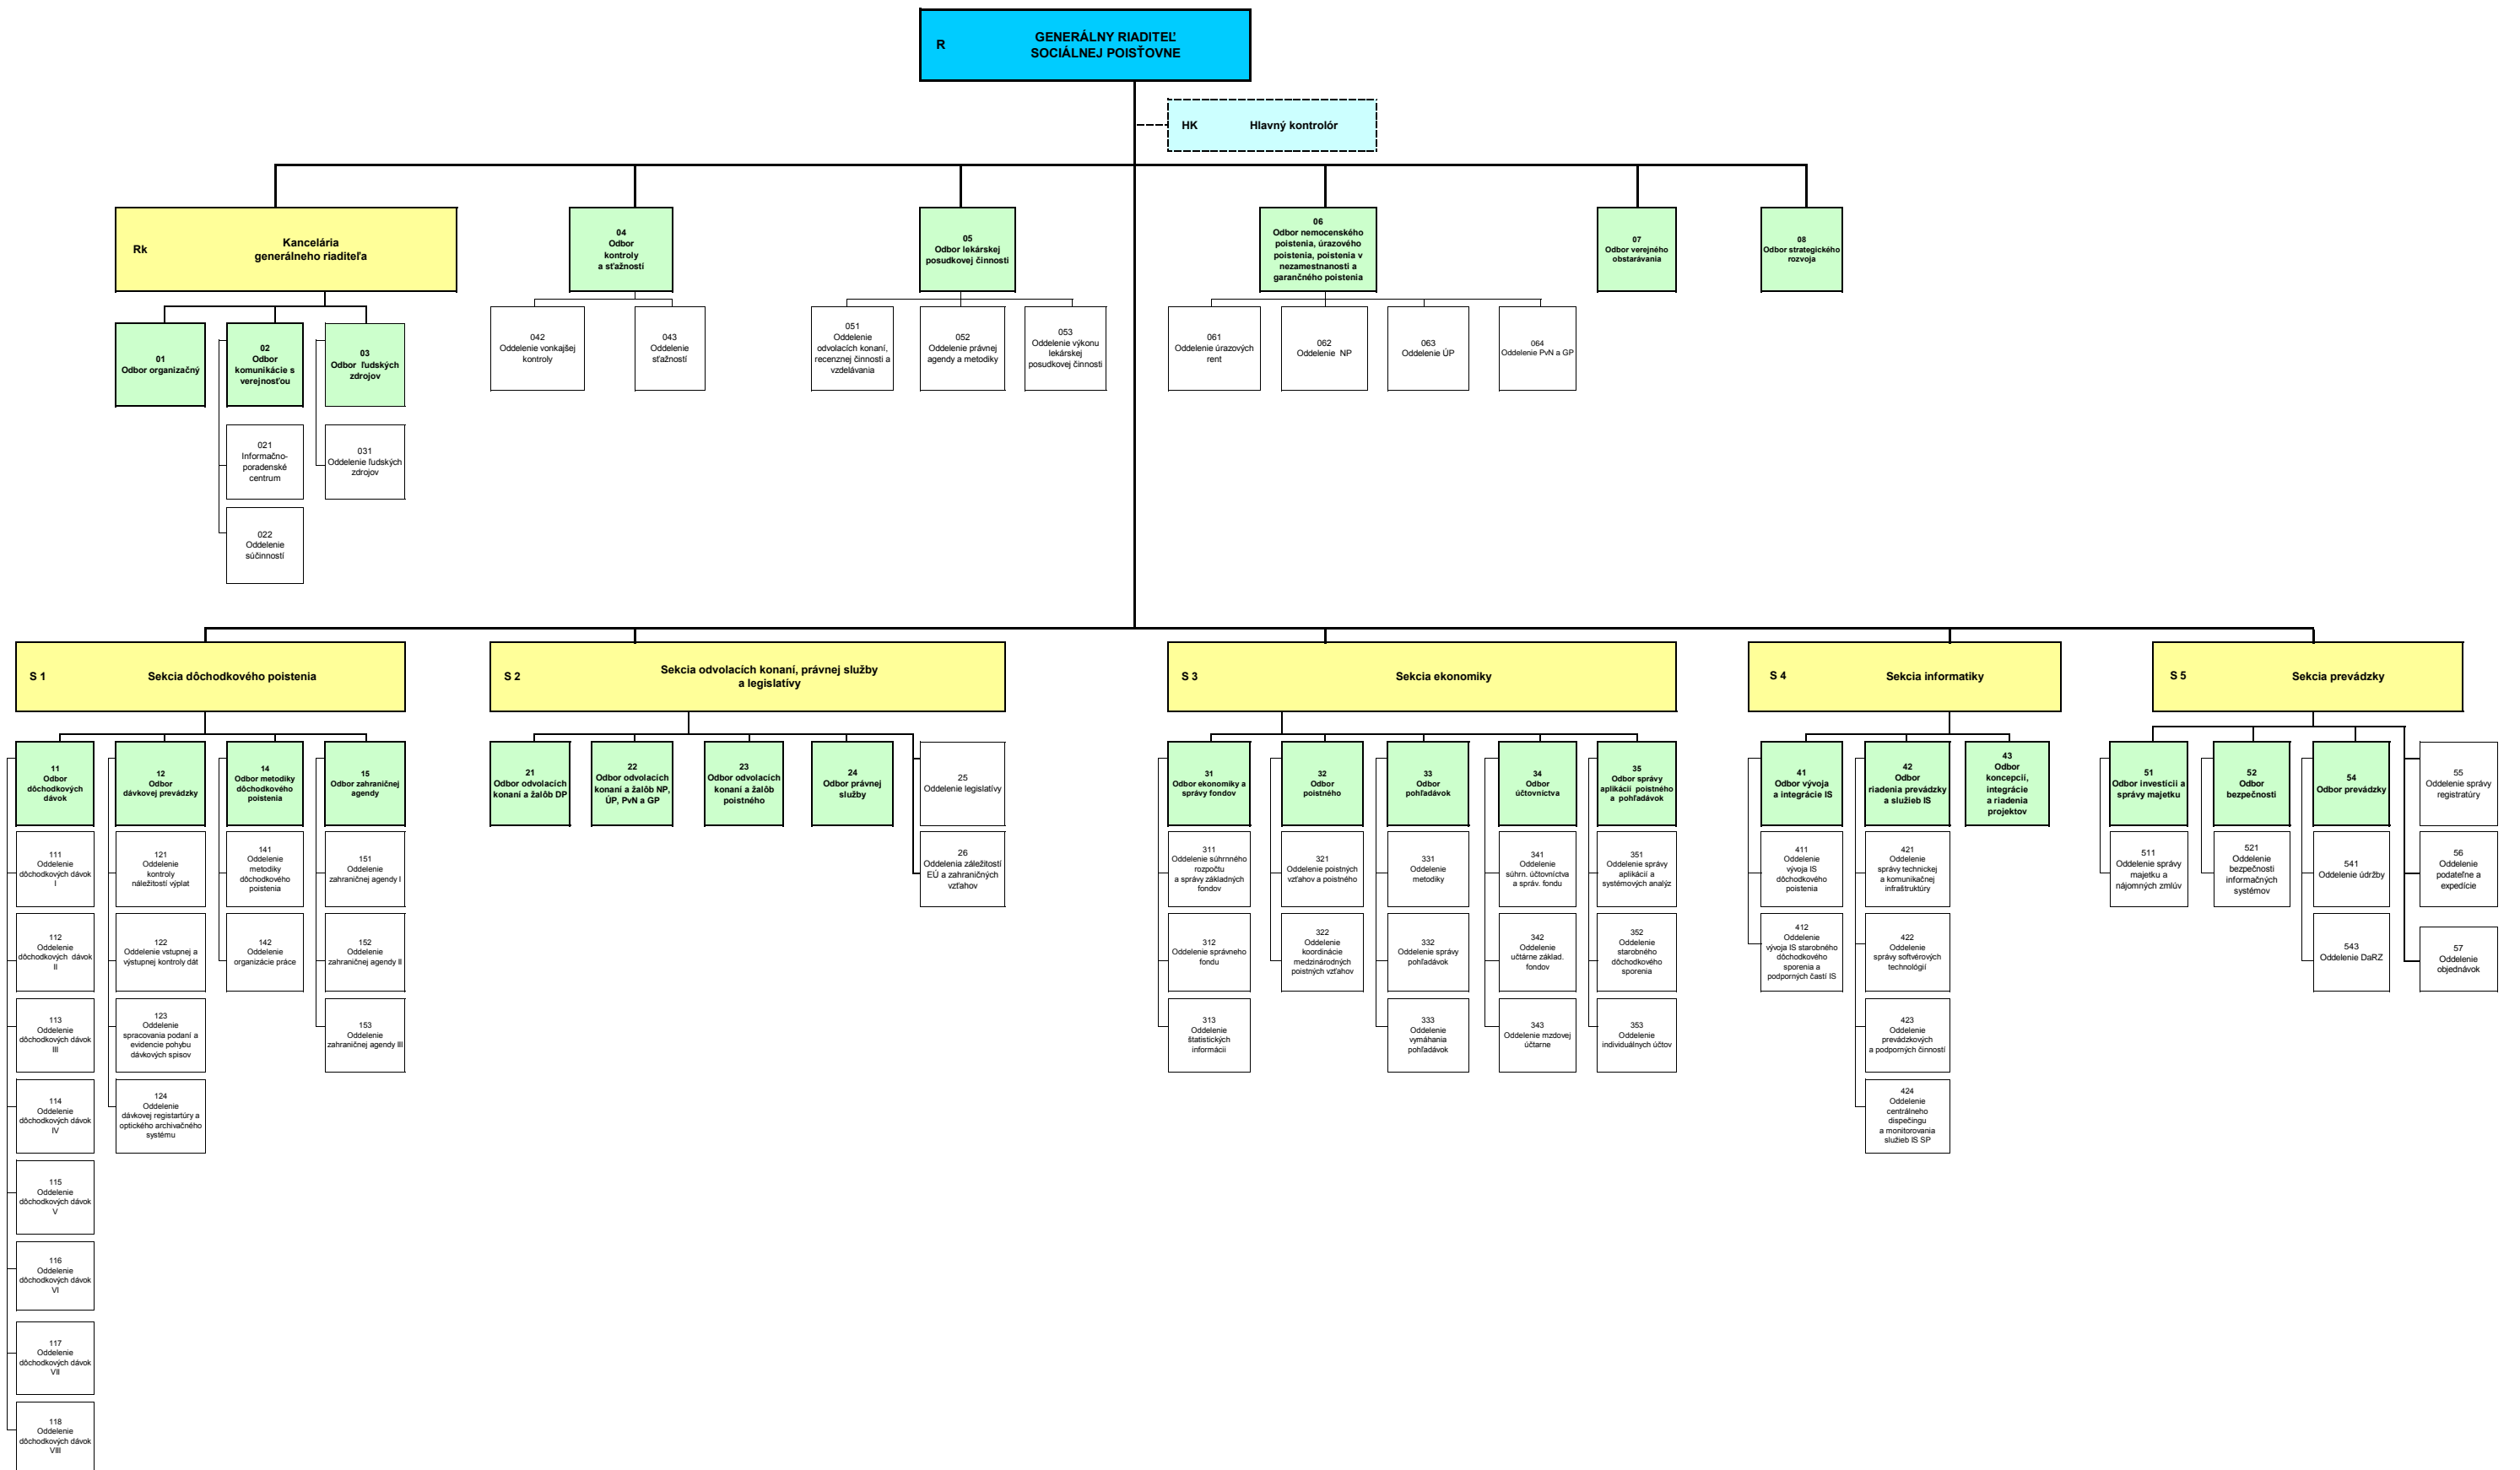 R
GENERÁLNY RIADITEĽ
SOCIÁLNEJ POISŤOVNE
HK
Hlavný kontrolór
Rk
Kancelária
generálneho riaditeľa
04
Odbor
kontroly
a sťažností
05
Odbor lekárskej
posudkovej činnosti
06
Odbor nemocenského
poistenia, úrazového
poistenia, poistenia v
nezamestnanosti a
garančného poistenia
07
Odbor verejného
obstarávania
08
Odbor strategického
rozvoja
01
Odbor organizačný
02
Odbor
komunikácie s
verejnosťou
03
Odbor ľudských
zdrojov
042
Oddelenie vonkajšej
kontroly
043
Oddelenie
sťažností
051
Oddelenie
odvolacích konaní,
recenznej činnosti a
vzdelávania
052
Oddelenie právnej
agendy a metodiky
053
Oddelenie výkonu
lekárskej
posudkovej činnosti
061
Oddelenie úrazových
rent
062
Oddelenie NP
063
Oddelenie ÚP
064
Oddelenie PvN a GP
021
Informačno-
poradenské
centrum
031
Oddelenie ľudských
zdrojov
022
Oddelenie
súčinností
S 1
Sekcia dôchodkového poistenia
S 2
Sekcia odvolacích konaní, právnej služby
a legislatívy
S 3
Sekcia ekonomiky
S 4
Sekcia informatiky
S 5
Sekcia prevádzky
11
Odbor
dôchodkových
dávok
12
Odbor
dávkovej prevádzky
14
Odbor metodiky
dôchodkového
poistenia
15
Odbor zahraničnej
agendy
21
Odbor odvolacích
konaní a žalôb DP
22
Odbor odvolacích
konaní a žalôb NP,
ÚP, PvN a GP
23
Odbor odvolacích
konaní a žalôb
poistného
24
Odbor právnej
služby
25
Oddelenie legislatívy
31
Odbor ekonomiky a
správy fondov
32
Odbor
poistného
33
Odbor
pohľadávok
34
Odbor
účtovníctva
35
Odbor správy
aplikácií poistného
a pohľadávok
41
Odbor vývoja
a integrácie IS
42
Odbor
riadenia prevádzky
a služieb IS
43
Odbor
koncepcií,
integrácie
a riadenia
projektov
51
Odbor investícií a
správy majetku
52
Odbor
bezpečnosti
54
Odbor prevádzky
55
Oddelenie správy
registratúry
111
Oddelenie
dôchodkových dávok
I
121
Oddelenie
kontroly
náležitostí výplat
141
Oddelenie
metodiky
dôchodkového
poistenia
151
Oddelenie
zahraničnej agendy I
26
Oddelenia záležitostí
EÚ a zahraničných
vzťahov
311
Oddelenie súhrnného
rozpočtu
a správy základných
fondov
321
Oddelenie poistných
vzťahov a poistného
331
Oddelenie
metodiky
341
Oddelenie
súhrn. účtovníctva
a správ. fondu
351
Oddelenie správy
aplikácií a
systémových analýz
411
Oddelenie
vývoja IS
dôchodkového
poistenia
421
Oddelenie
správy technickej
a komunikačnej
infraštruktúry
511
Oddelenie správy
majetku a
nájomných zmlúv
521
Oddelenie
bezpečnosti
informačných
systémov
541
Oddelenie údržby
56
Oddelenie
podateľne a
expedície
112
Oddelenie
dôchodkových dávok
II
122
Oddelenie vstupnej a
výstupnej kontroly dát
142
Oddelenie
organizácie práce
152
Oddelenie
zahraničnej agendy II
312
Oddelenie správneho
fondu
322
Oddelenie
koordinácie
medzinárodných
poistných vzťahov
332
Oddelenie správy
pohľadávok
342
Oddelenie
učtárne základ.
fondov
352
Oddelenie
starobného
dôchodkového
sporenia
412
Oddelenie
vývoja IS starobného
dôchodkového
sporenia a
podporných častí IS
422
Oddelenie
správy softvérových
technológií
543
Oddelenie DaRZ
57
Oddelenie
objednávok
113
Oddelenie
dôchodkových dávok
III
123
Oddelenie
spracovania podaní a
evidencie pohybu
dávkových spisov
153
Oddelenie
zahraničnej agendy III
313
Oddelenie
štatistických
informácií
333
Oddelenie
vymáhania
pohľadávok
343
Oddelenie mzdovej
účtarne
353
Oddelenie
individuálnych účtov
423
Oddelenie
prevádzkových
a podporných činností
114
Oddelenie
dôchodkových dávok
IV
124
Oddelenie
dávkovej registartúry a
optického archivačného
systému
424
Oddelenie
centrálneho
dispečingu
a monitorovania
služieb IS SP
115
Oddelenie
dôchodkových dávok
V
116
Oddelenie
dôchodkových dávok
VI
117
Oddelenie
dôchodkových dávok
VII
118
Oddelenie
dôchodkových dávok
VIII